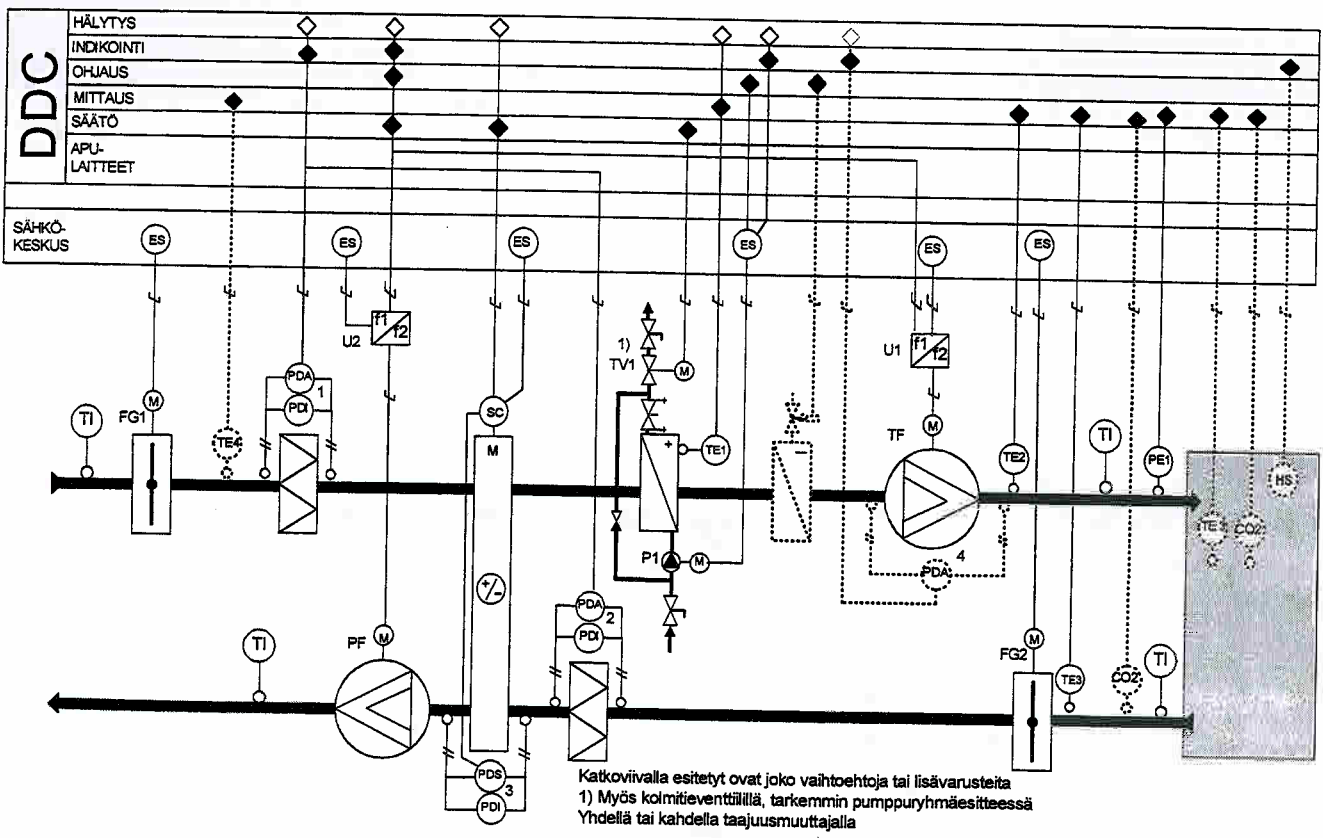 DDC
HÄLYTYS
INDIKOINTI
OHJAUS
MITTAUS
SÄÄTÖ
APU-
LAITTEET
SÄHKÖ-
KESKUS
ES
ES
ES
ES
ES
ES
f1
f2
U2
1)
TV1
M
U1
f1
f2
PDA
1
PDI
TI
FG1
M
TE4
SC
M
+
TE1
–
TF
M
TE2
TI
PE1
HS
TE3
CO2
P1
M
4
PDA
+/-
PDA
2
PDI
TI
PF
M
M
FG2
TE3
CO2
TI
PDS
3
PDI
Katkoviivalla esitetyt ovat joko vaihtoehtoja tai lisävarusteita
1) Myös kolmitieventtiilillä, tarkemmin pumppuryhmäesitteessä
Yhdellä tai kahdella taajuusmuuttajalla